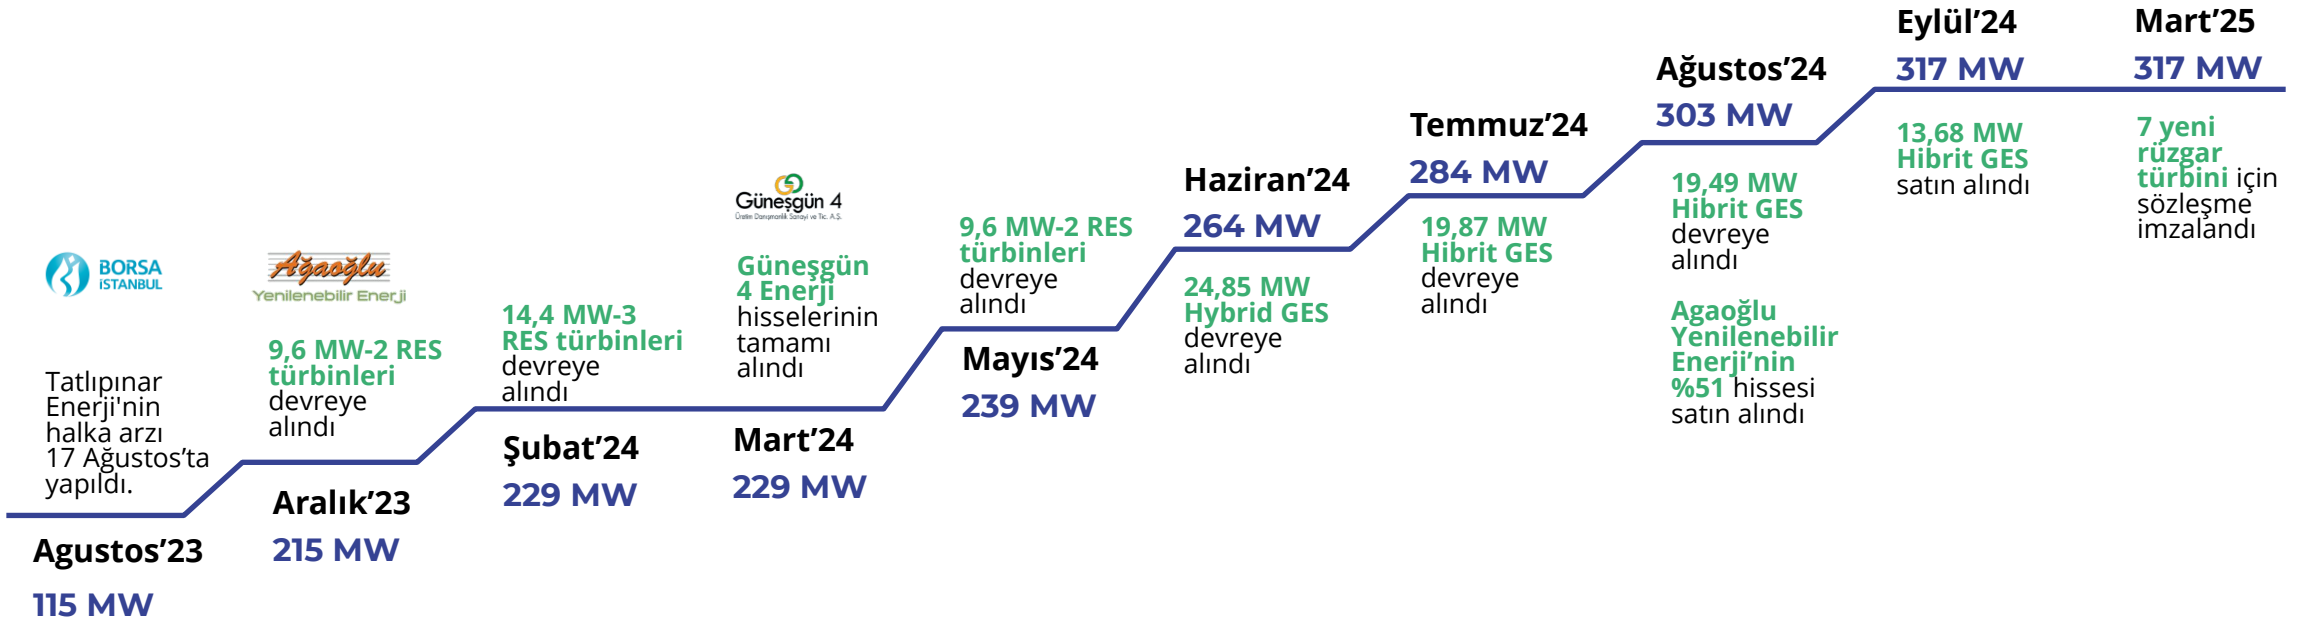 BORSA
İSTANBUL
Tatlıpınar
Enerji'nin
halka arzı
17 Ağustos’ta
yapıldı.
Agustos’23
115 MW
Ağaoğlu
Yenilenebilir Enerji
9,6 MW-2 RES
türbinleri
devreye
alındı
Aralık’23
215 MW
14,4 MW-3
RES türbinleri
devreye
alındı
Şubat’24
229 MW
Güneşgün 4
Üretim Danışmanlık Sanayi ve Tic. A.Ş.
Güneşgün
4 Enerji
hisselerinin
tamamı
alındı
Mart’24
229 MW
9,6 MW-2 RES
türbinleri
devreye
alındı
Mayıs’24
239 MW
Haziran’24
264 MW
24,85 MW
Hybrid GES
devreye
alındı
Temmuz’24
284 MW
19,87 MW
Hibrit GES
devreye
alındı
Ağustos’24
303 MW
19,49 MW
Hibrit GES
devreye
alındı
Agaoğlu
Yenilenebilir
Enerji’nin
%51 hissesi
satın alındı
Eylül’24
317 MW
13,68 MW
Hibrit GES
satın alındı
Mart’25
317 MW
7 yeni
rüzgar
türbini için
sözleşme
imzalandı